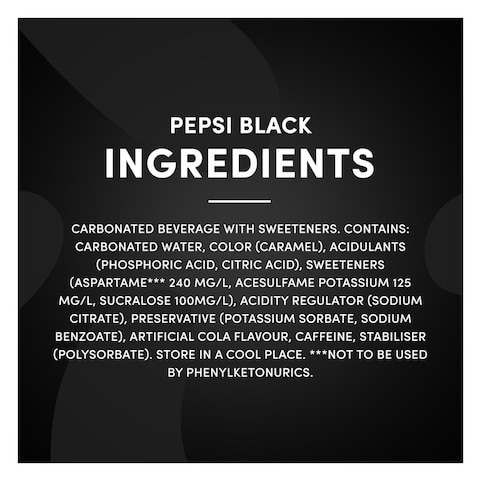 PEPSI BLACK
INGREDIENTS
CARBONATED BEVERAGE WITH SWEETENERS. CONTAINS:
CARBONATED WATER, COLOR (CARAMEL), ACIDULANTS
(PHOSPHORIC ACID, CITRIC ACID), SWEETENERS
(ASPARTAME*** 240 MG/L, ACESULFAME POTASSIUM 125
MG/L, SUCRALOSE 100MG/L), ACIDITY REGULATOR (SODIUM
CITRATE), PRESERVATIVE (POTASSIUM SORBATE, SODIUM
BENZOATE), ARTIFICIAL COLA FLAVOUR, CAFFEINE, STABILISER
(POLYSORBATE). STORE IN A COOL PLACE. ***NOT TO BE USED
BY PHENYLKETONURICS.